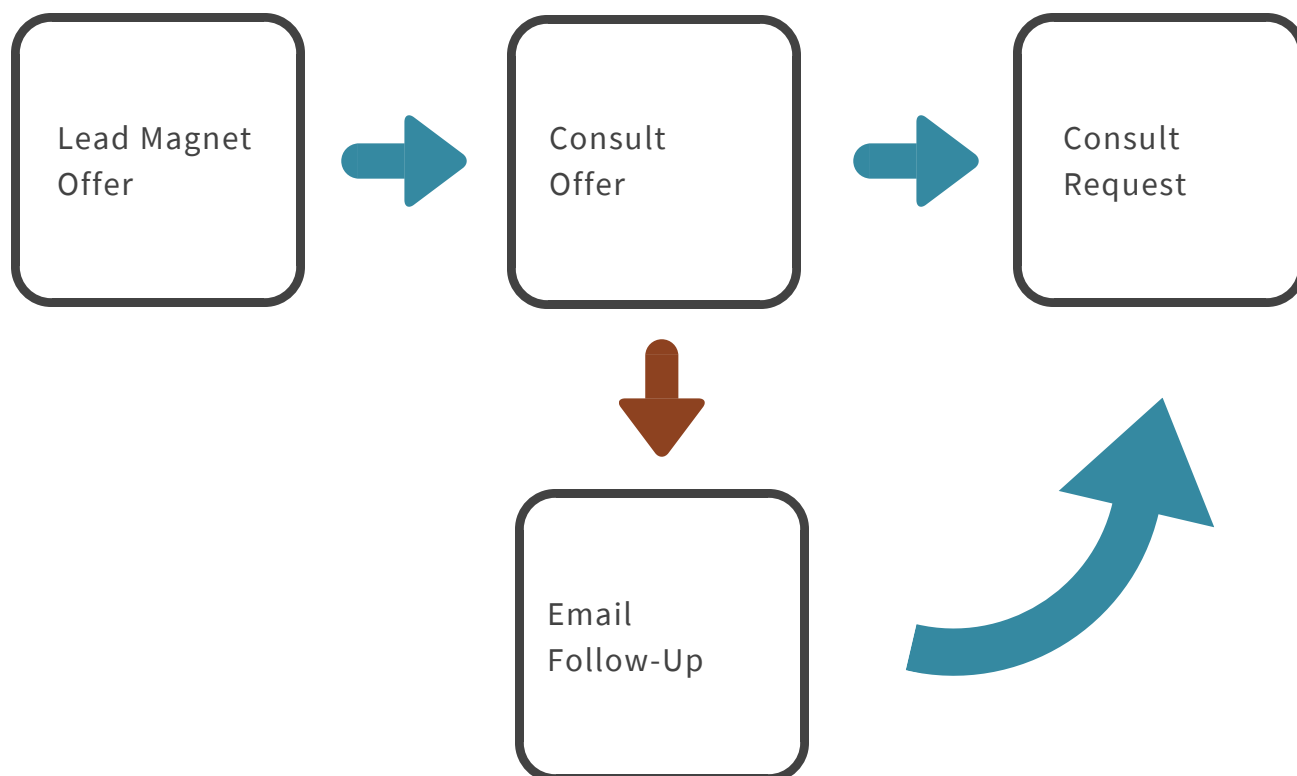 Lead Magnet
Offer
Consult
Offer
Consult
Request
Email
Follow-Up